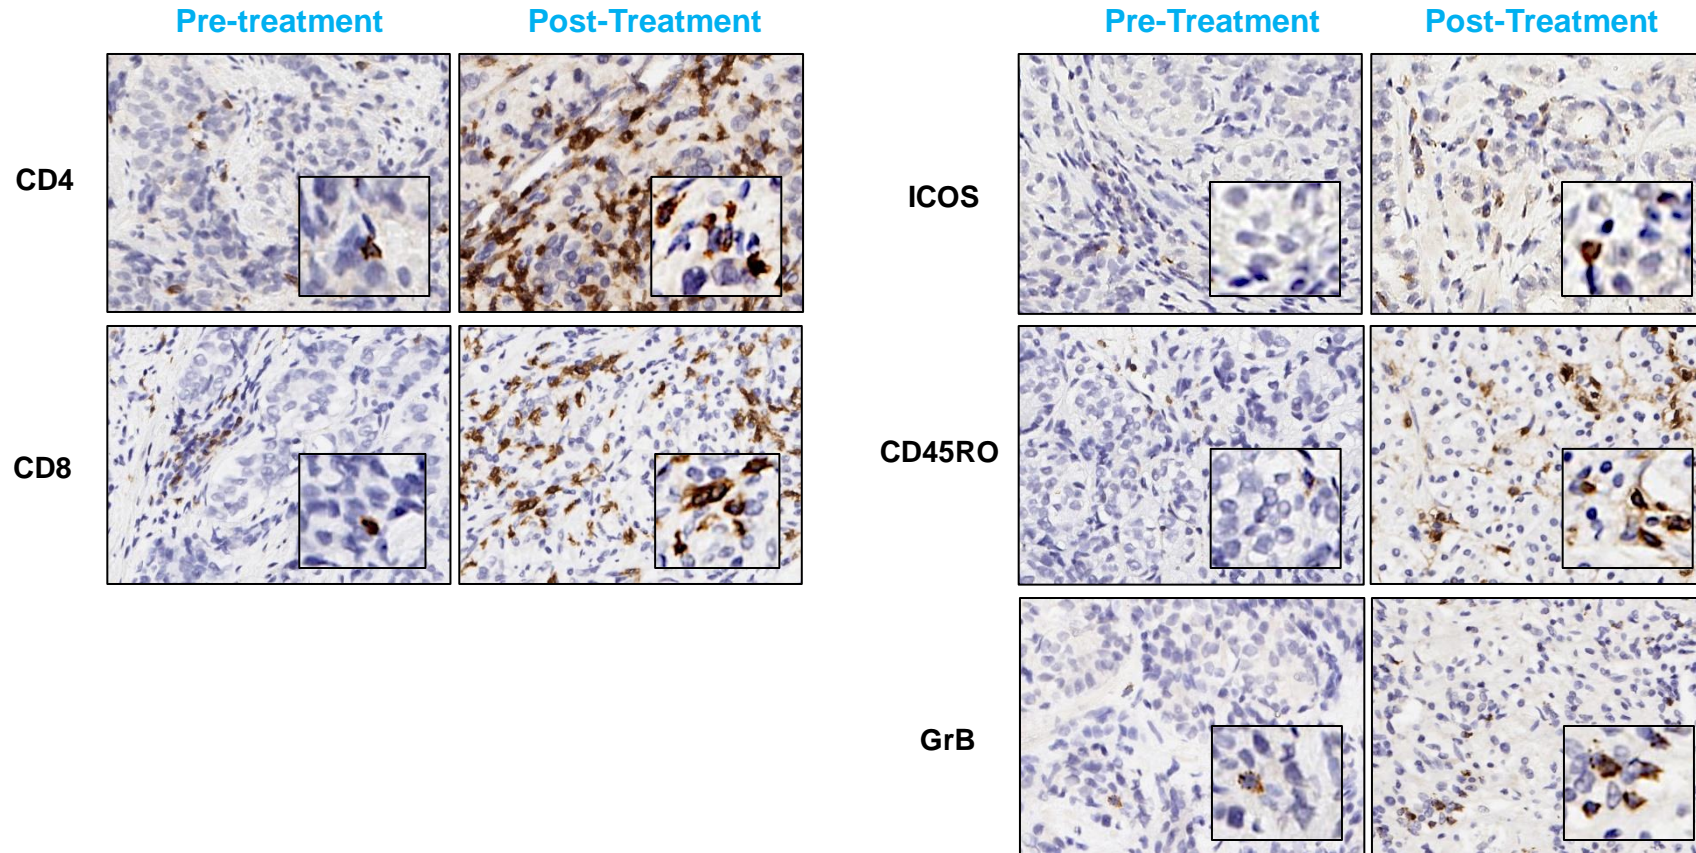 Pre-treatment Post-Treatment
CD4
CD8
Pre-Treatment Post-Treatment
ICOS
CD45RO
GrB